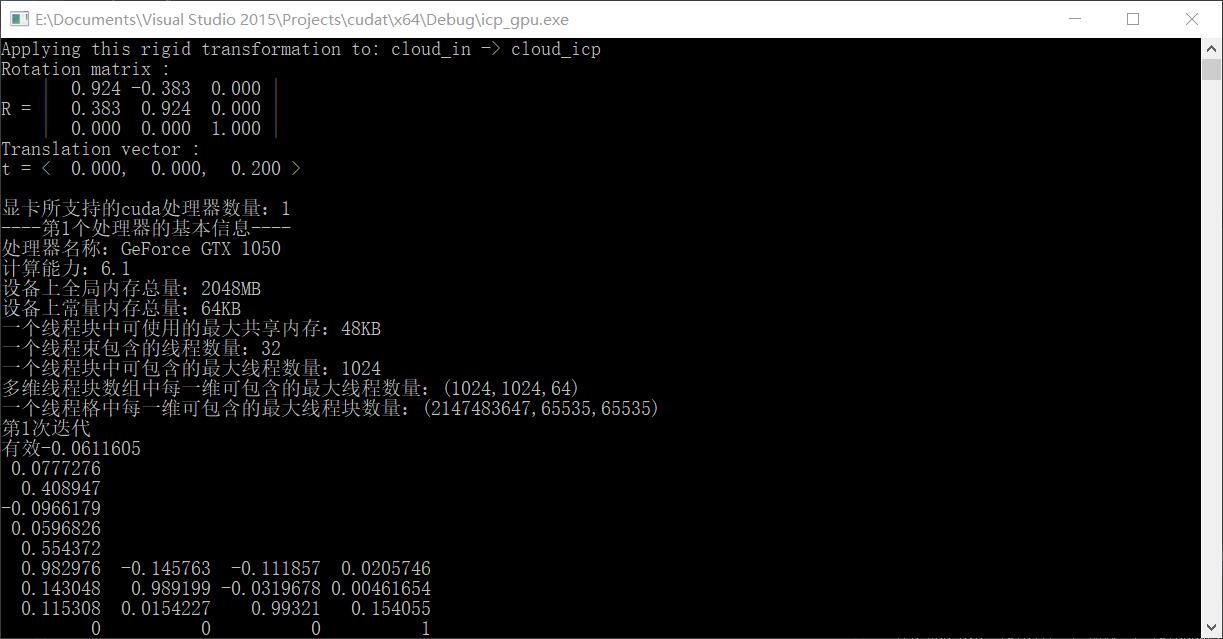 E:\Documents\Visual Studio 2015\Projects\cudat\x64\Debug\icp_gpu.exe
Applying this rigid transformation to: cloud_in -> cloud_icp
Rotation matrix :
    |  0.924 -0.383  0.000 |
R = |  0.383  0.924  0.000 |
    |  0.000  0.000  1.000 |
Translation vector :
t = <  0.000,  0.000,  0.200 >
显卡所支持的cuda处理器数量：1
----第1个处理器的基本信息----
处理器名称：GeForce GTX 1050
计算能力：6.1
设备上全局内存总量：2048MB
设备上常量内存总量：64KB
一个线程块中可使用的最大共享内存：48KB
一个线程束包含的线程数量：32
一个线程块中可包含的最大线程数量：1024
多维线程块数组中每一维可包含的最大线程数量：(1024,1024,64)
一个线程格中每一维可包含的最大线程块数量：(2147483647,65535,65535)
第1次迭代
有效-0.0611605
0.0777276
0.408947
-0.0966179
0.0596826
0.554372
0.982976  -0.145763  -0.111857  0.0205746
0.143048   0.989199 -0.0319678 0.00461654
0.115308  0.0154227    0.99321   0.154055
0          0          0          1